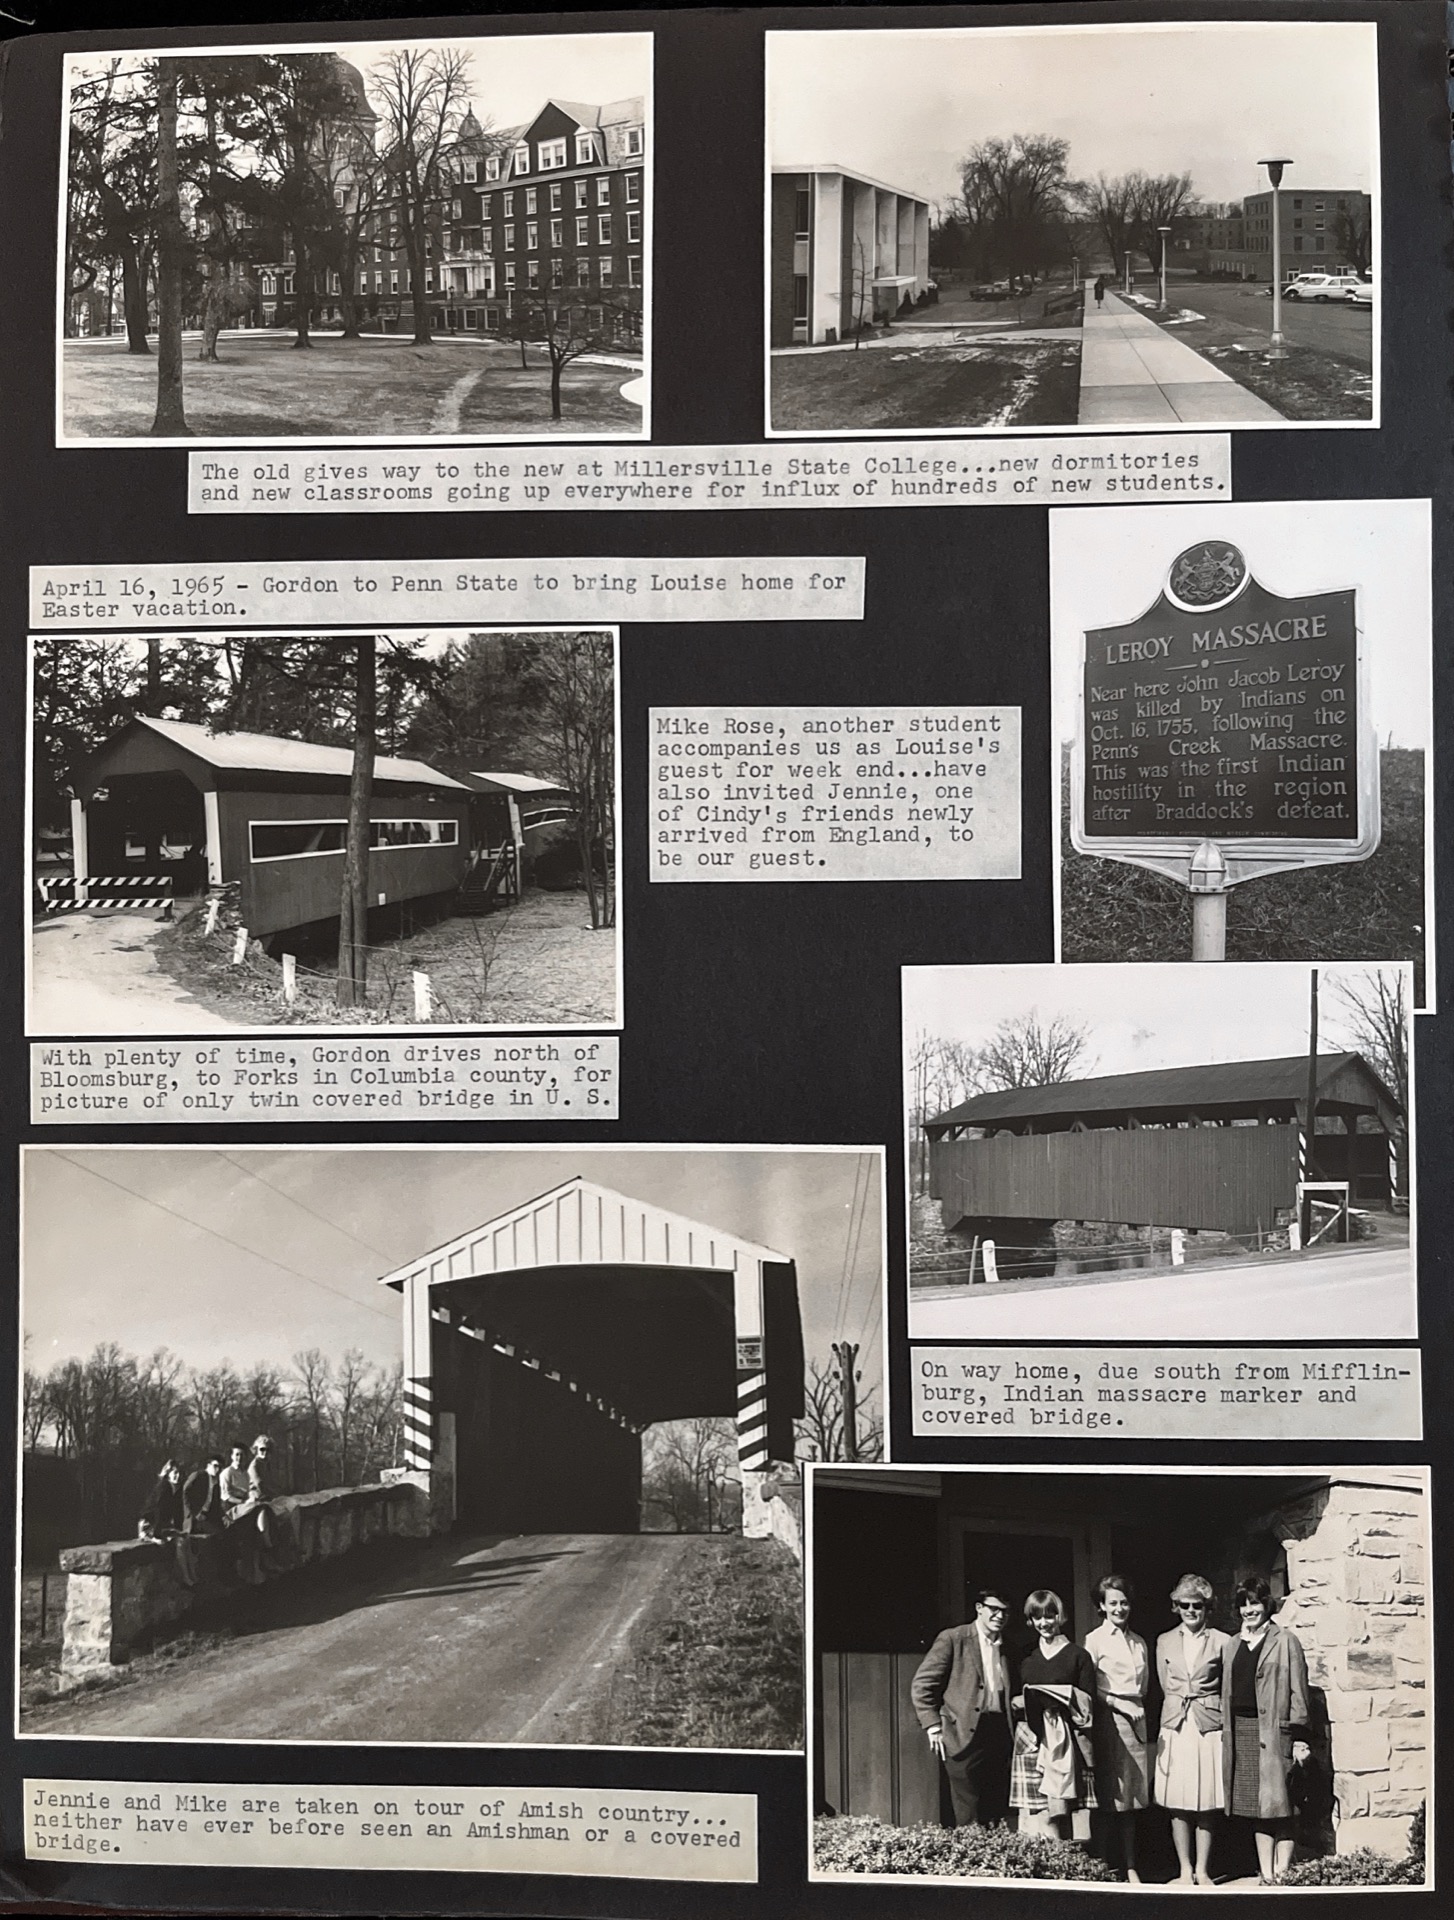 The old gives way to the new at Millersville State College...new dormitories
and new classrooms going up everywhere for influx of hundreds of new students.
April 16, 1965 - Gordon to Penn State to bring Louise home for
Easter vacation.
LEROY MASSACRE
Near here John Jacob Leroy
was killed by Indians on
Oct. 16, 1755, following the
Penn's Creek Massacre.
This was the first Indian
hostility in the region
after Braddock's defeat.
Mike Rose, another student
accompanies us as Louise's
guest for week end...have
also invited Jennie, one
of Cindy's friends newly
arrived from England, to
be our guest.
With plenty of time, Gordon drives north of
Bloomsburg, to Forks in Columbia county, for
picture of only twin covered bridge in U. S.
On way home, due south from Mifflin-
burg, Indian massacre marker and
covered bridge.
Jennie and Mike are taken on tour of Amish country...
neither have ever before seen an Amishman or a covered
bridge.